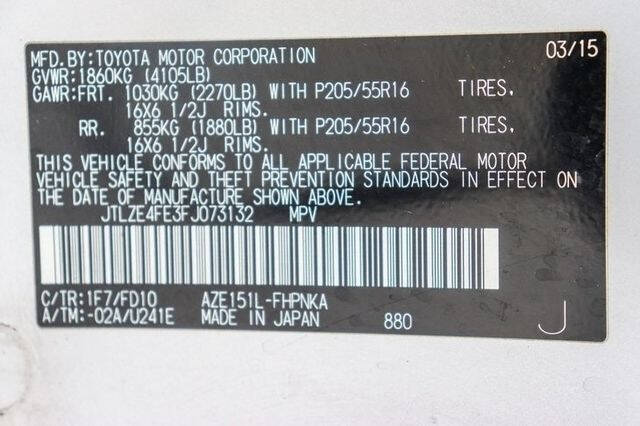 MFD.BY:TOYOTA MOTOR CORPORATION 03/15
GVWR:1860KG (4105LB)
GAWR:FRT. 1030KG (2270LB) WITH P205/55R16 TIRES,
16X6 1/2J RIMS.
RR. 855KG (1880LB) WITH P205/55R16 TIRES,
16X6 1/2J RIMS.
THIS VEHICLE CONFORMS TO ALL APPLICABLE FEDERAL MOTOR
VEHICLE SAFETY AND THEFT PREVENTION STANDARDS IN EFFECT ON
THE DATE OF MANUFACTURE SHOWN ABOVE.
JTLZE4FE3FJ073132 MPV
C/TR:1F7/FD10 AZE151L-FHPNKA
A/TM:-02A/U241E MADE IN JAPAN 880 J